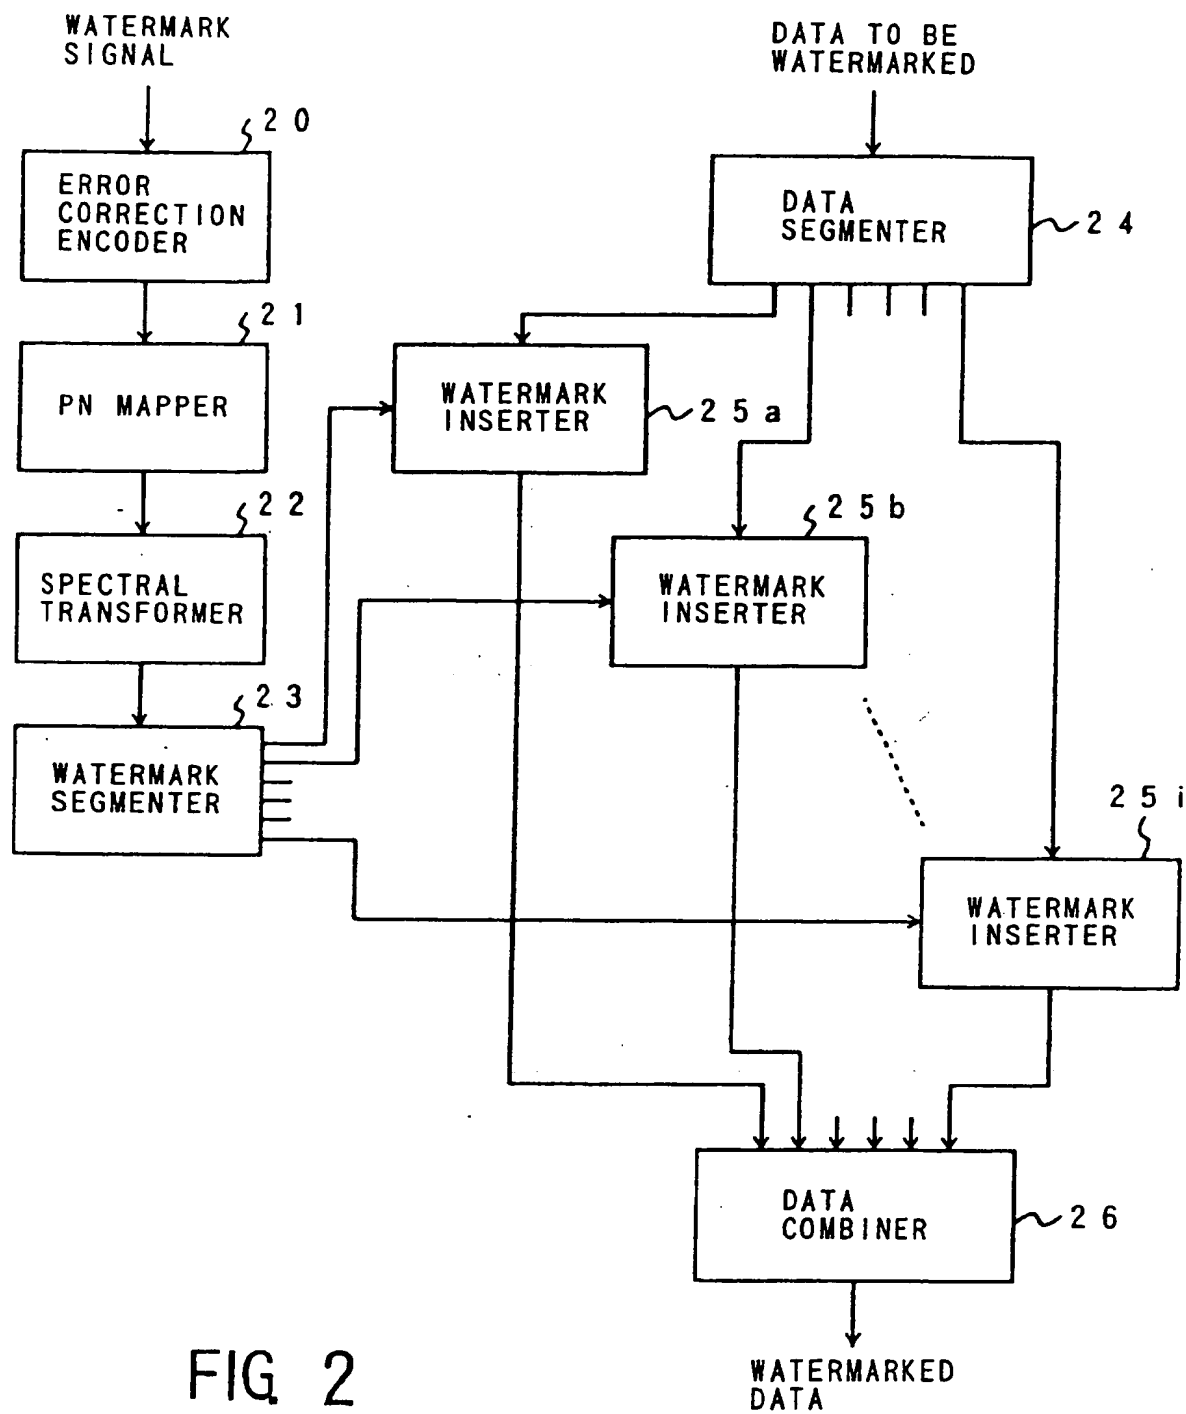 WATERMARK
SIGNAL
DATA TO BE
WATERMARKED
20
ERROR
CORRECTION
ENCODER
DATA
SEGMENTER
24
21
PN MAPPER
WATERMARK
INSERTER
25a
22
SPECTRAL
TRANSFORMER
25b
WATERMARK
INSERTER
23
WATERMARK
SEGMENTER
25i
WATERMARK
INSERTER
DATA
COMBINER
26
WATERMARKED
DATA
FIG. 2